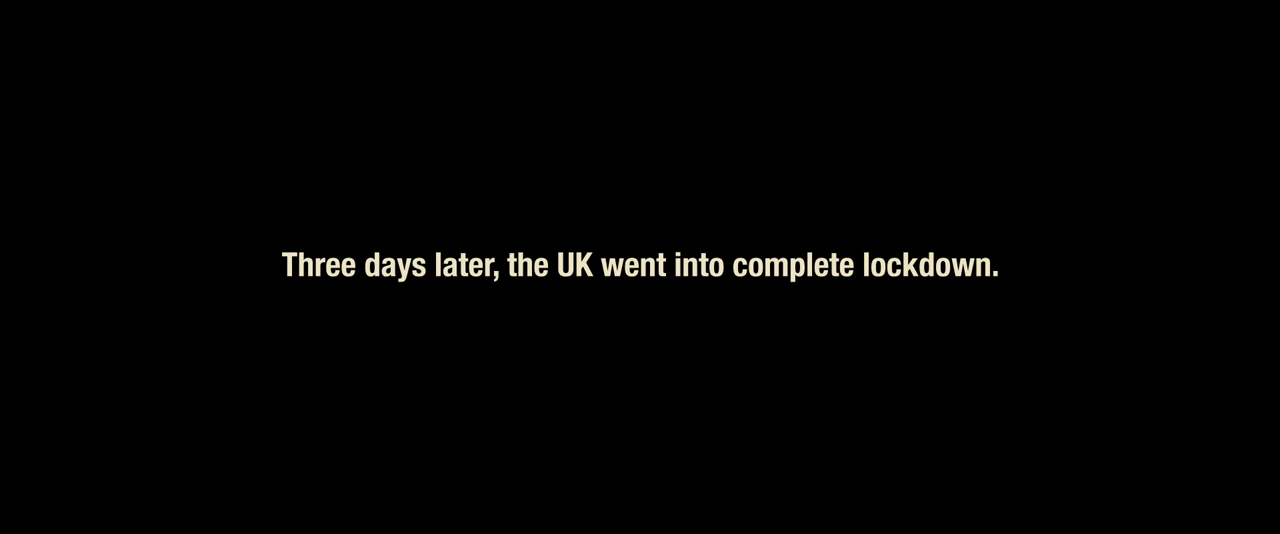 Three days later, the UK went into complete lockdown.